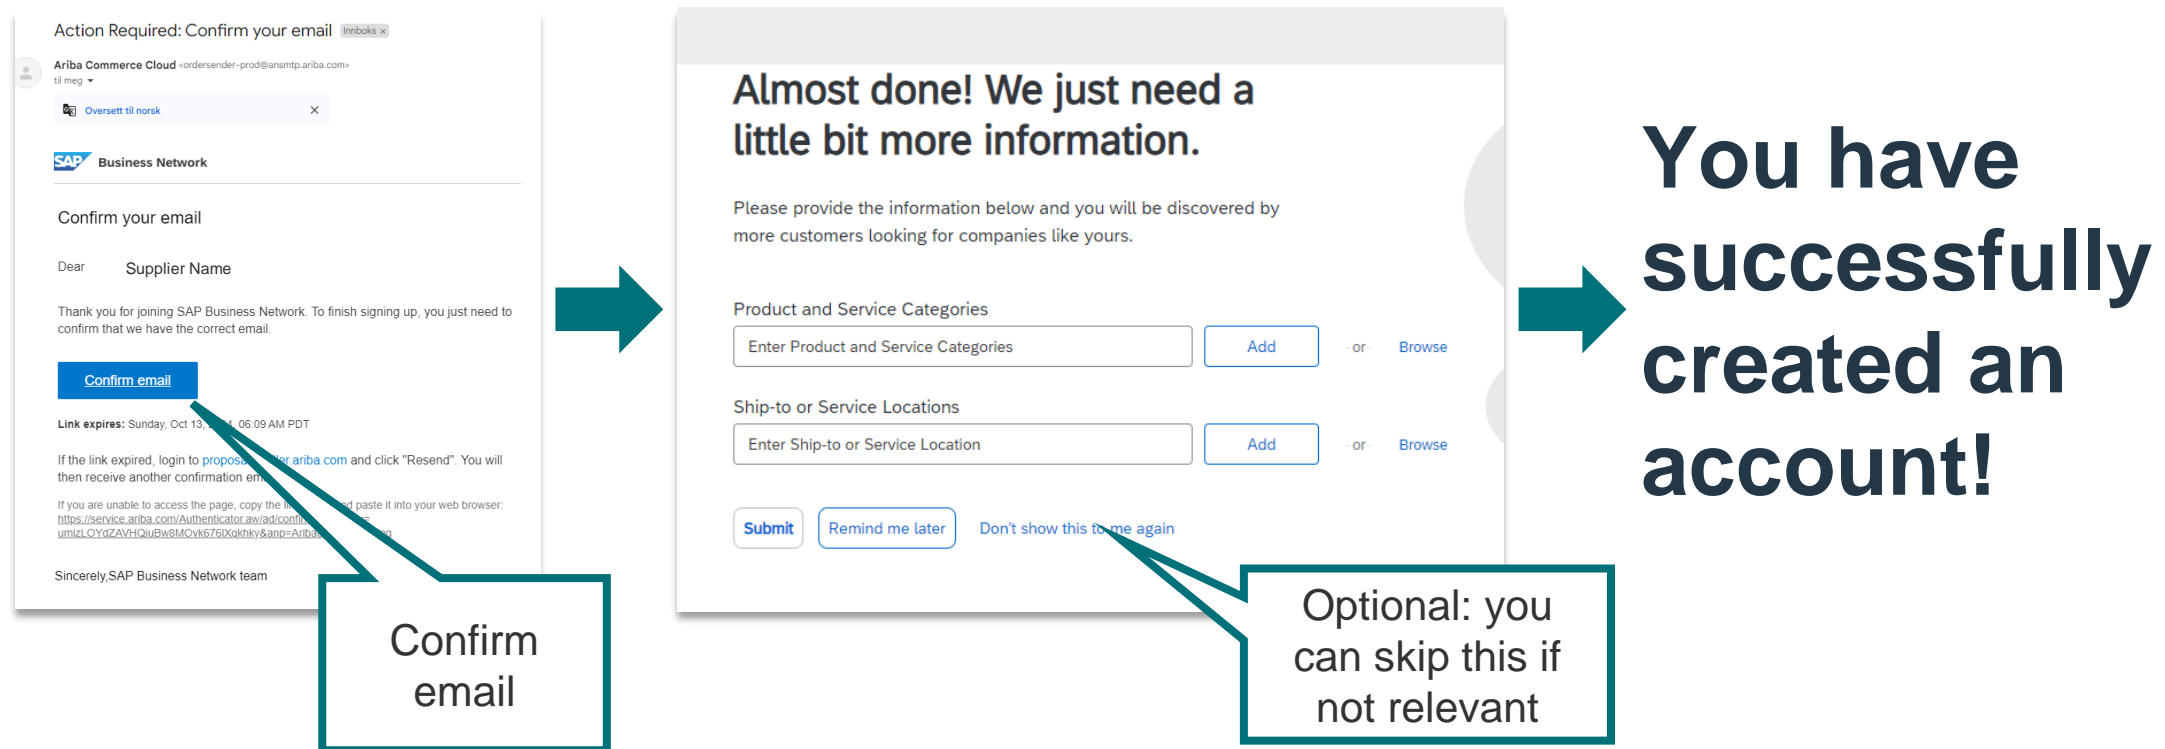 Action Required: Confirm your email Innboks ×
Ariba Commerce Cloud <ordersender-prod@ansmtp.ariba.com>
til meg
Oversett til norsk ×
SAP Business Network
Confirm your email
Dear Supplier Name
Thank you for joining SAP Business Network. To finish signing up, you just need to
confirm that we have the correct email.
Confirm email
Link expires: Sunday, Oct 13, 06:09 AM PDT
If the link expired, login to ariba.com and click "Resend". You will
then receive another confirmation
If you are unable to access the page, copy the and paste it into your web browser:
https://service.ariba.com/Authenticator.aw/ad/
Sincerely,SAP Business Network team
Confirm
email
Almost done! We just need a
little bit more information.
Please provide the information below and you will be discovered by
more customers looking for companies like yours.
Product and Service Categories
Enter Product and Service Categories Add -or- Browse
Ship-to or Service Locations
Enter Ship-to or Service Location Add -or- Browse
Submit Remind me later Don't show this to me again
Optional: you
can skip this if
not relevant
You have
successfully
created an
account!